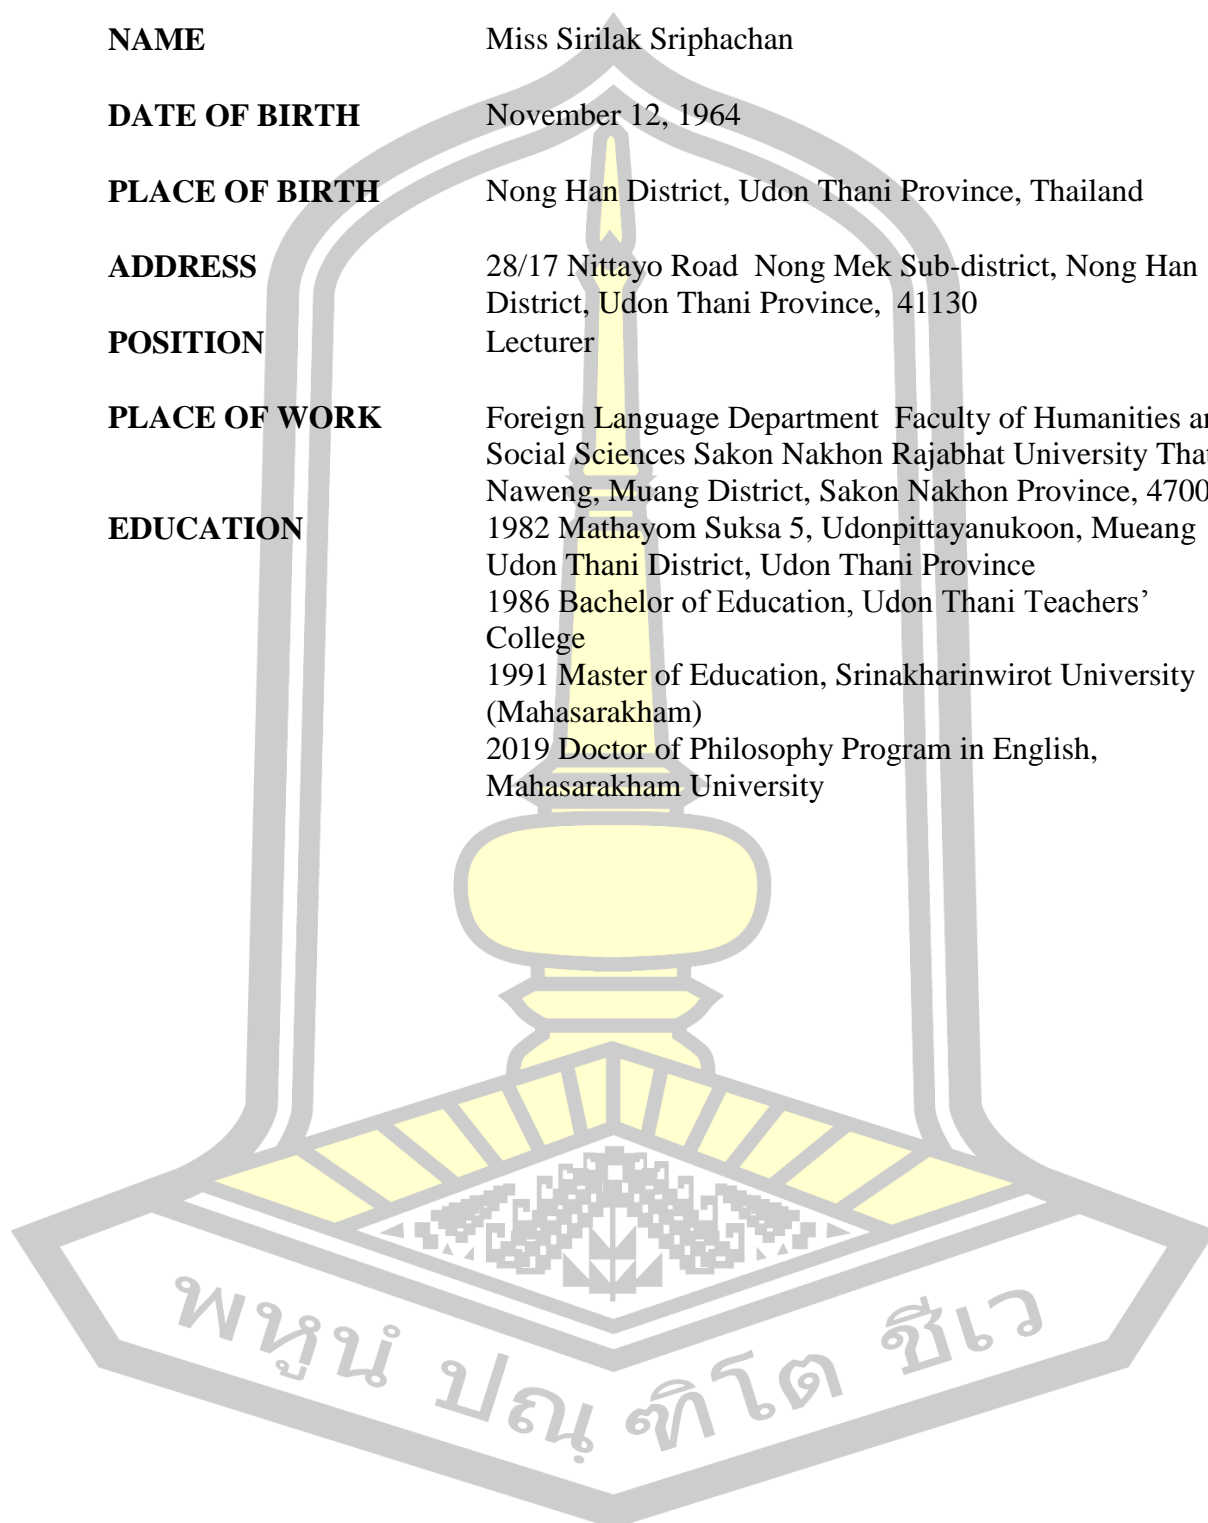 NAME Miss Sirilak Sriphachan
DATE OF BIRTH November 12, 1964
PLACE OF BIRTH Nong Han District, Udon Thani Province, Thailand
ADDRESS 28/17 Nittayo Road Nong Mek Sub-district, Nong Han
District, Udon Thani Province, 41130
POSITION Lecturer
PLACE OF WORK Foreign Language Department Faculty of Humanities
Social Sciences Sakon Nakhon Rajabhat University
Naweng, Muang District, Sakon Nakhon Province,
EDUCATION 1982 Mathayom Suksa 5, Udonpittayanukoon, Mueang
Udon Thani District, Udon Thani Province
1986 Bachelor of Education, Udon Thani Teachers’
College
1991 Master of Education, Srinakharinwirot University
(Mahasarakham)
2019 Doctor of Philosophy Program in English,
Mahasarakham University
พหูนํ ปณฺฑิโต ชีเว